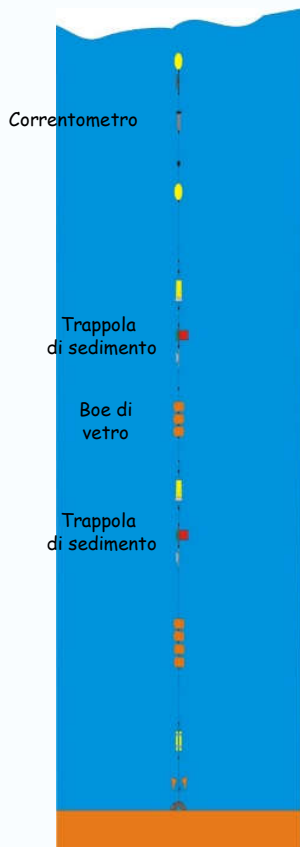 Correntometro
Trappola
di sedimento
Boe di
vetro
Trappola
di sedimento